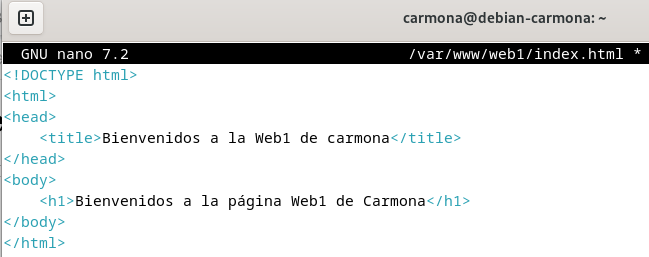 carmona@debian-carmona: ~
GNU nano 7.2 /var/www/web1/index.html *
<!DOCTYPE html>
<html>
<head>
    <title>Bienvenidos a la Web1 de carmona</title>
</head>
<body>
    <h1>Bienvenidos a la página Web1 de Carmona</h1>
</body>
</html>